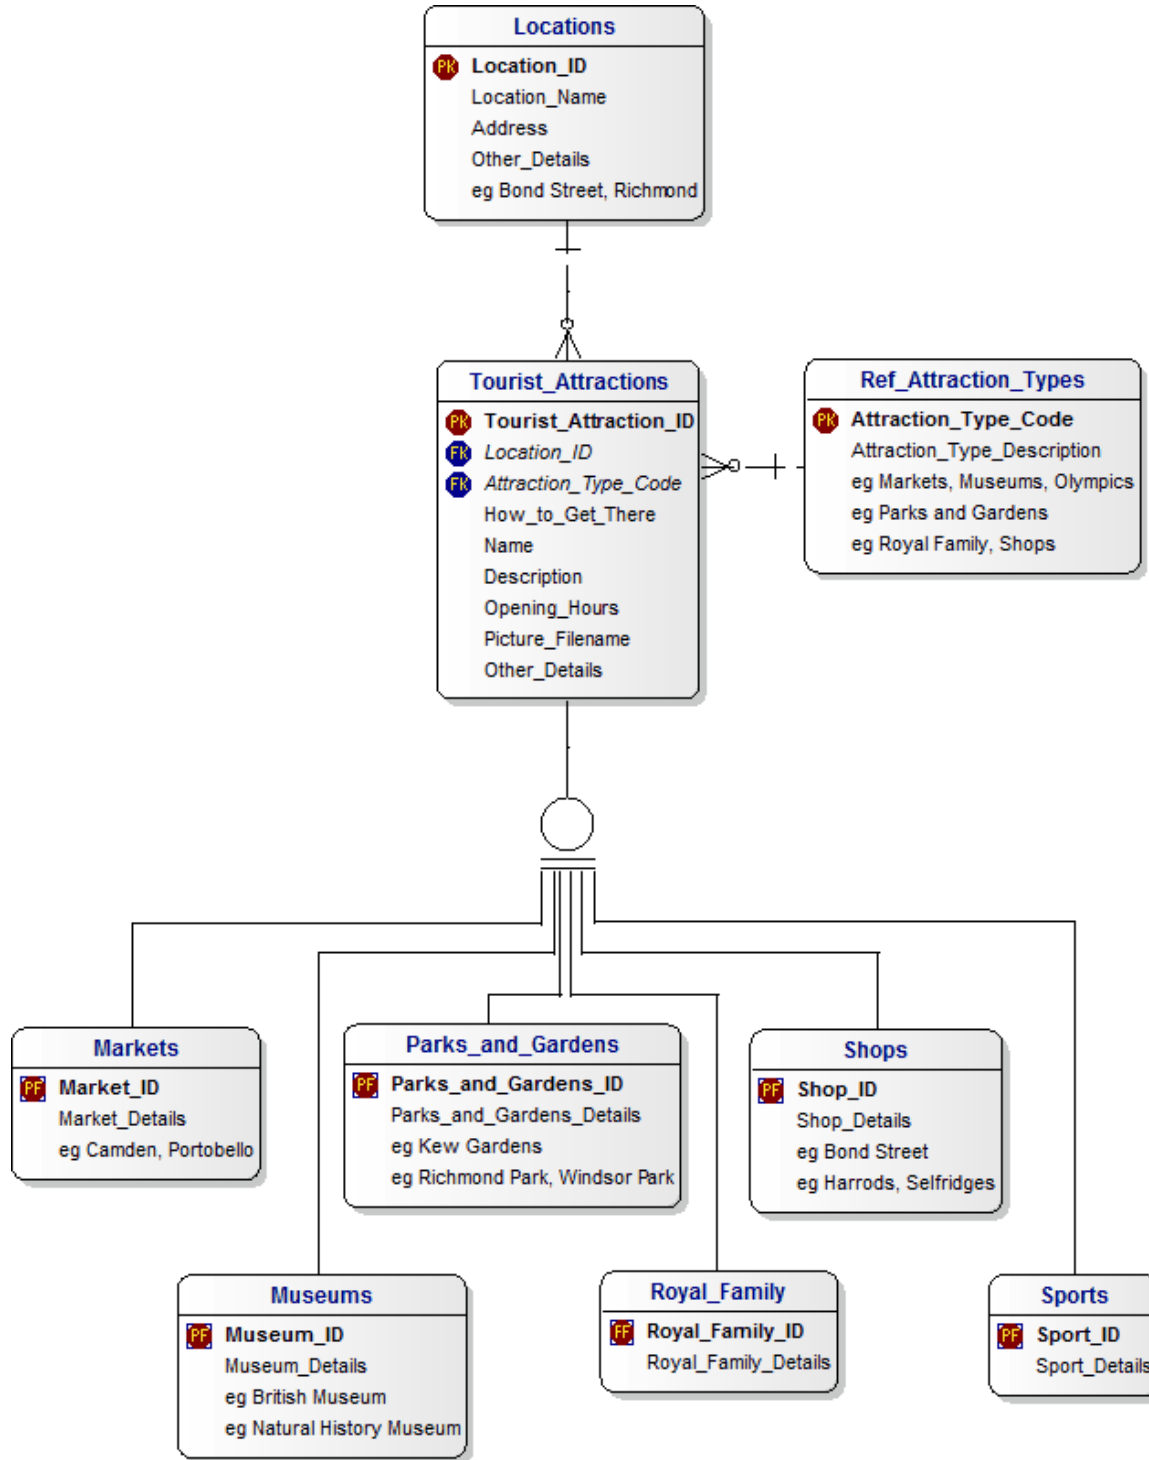 Locations
PK Location_ID
Location_Name
Address
Other_Details
eg Bond Street, Richmond
Tourist_Attractions
PK Tourist_Attraction_ID
FK Location_ID
FK Attraction_Type_Code
How_to_Get_There
Name
Description
Opening_Hours
Picture_Filename
Other_Details
Ref_Attraction_Types
PK Attraction_Type_Code
Attraction_Type_Description
eg Markets, Museums, Olympics
eg Parks and Gardens
eg Royal Family, Shops
Markets
PF Market_ID
Market_Details
eg Camden, Portobello
Parks_and_Gardens
PF Parks_and_Gardens_ID
Parks_and_Gardens_Details
eg Kew Gardens
eg Richmond Park, Windsor Park
Shops
PF Shop_ID
Shop_Details
eg Bond Street
eg Harrods, Selfridges
Museums
PF Museum_ID
Museum_Details
eg British Museum
eg Natural History Museum
Royal_Family
FF Royal_Family_ID
Royal_Family_Details
Sports
PF Sport_ID
Sport_Details